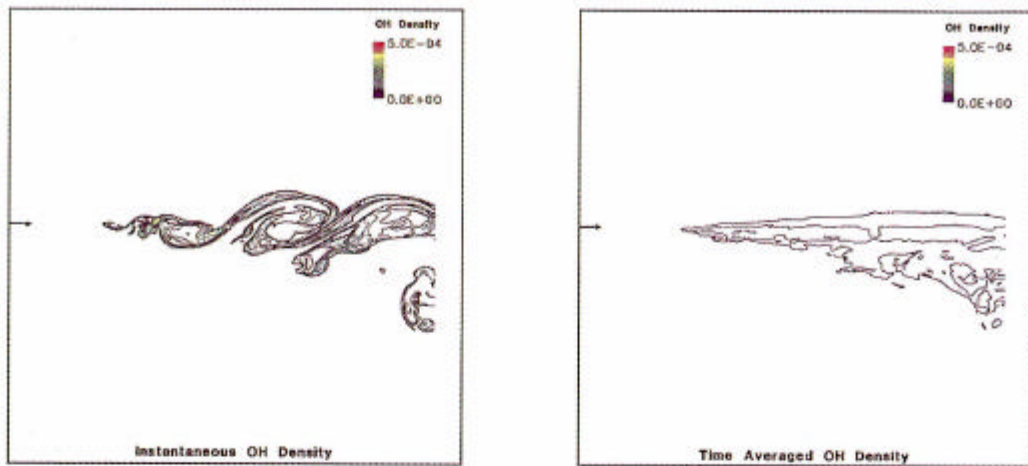 OH Density
5.0E-04
0.0E+00
Instantaneous OH Density
OH Density
5.0E-04
0.0E+00
Time Averaged OH Density